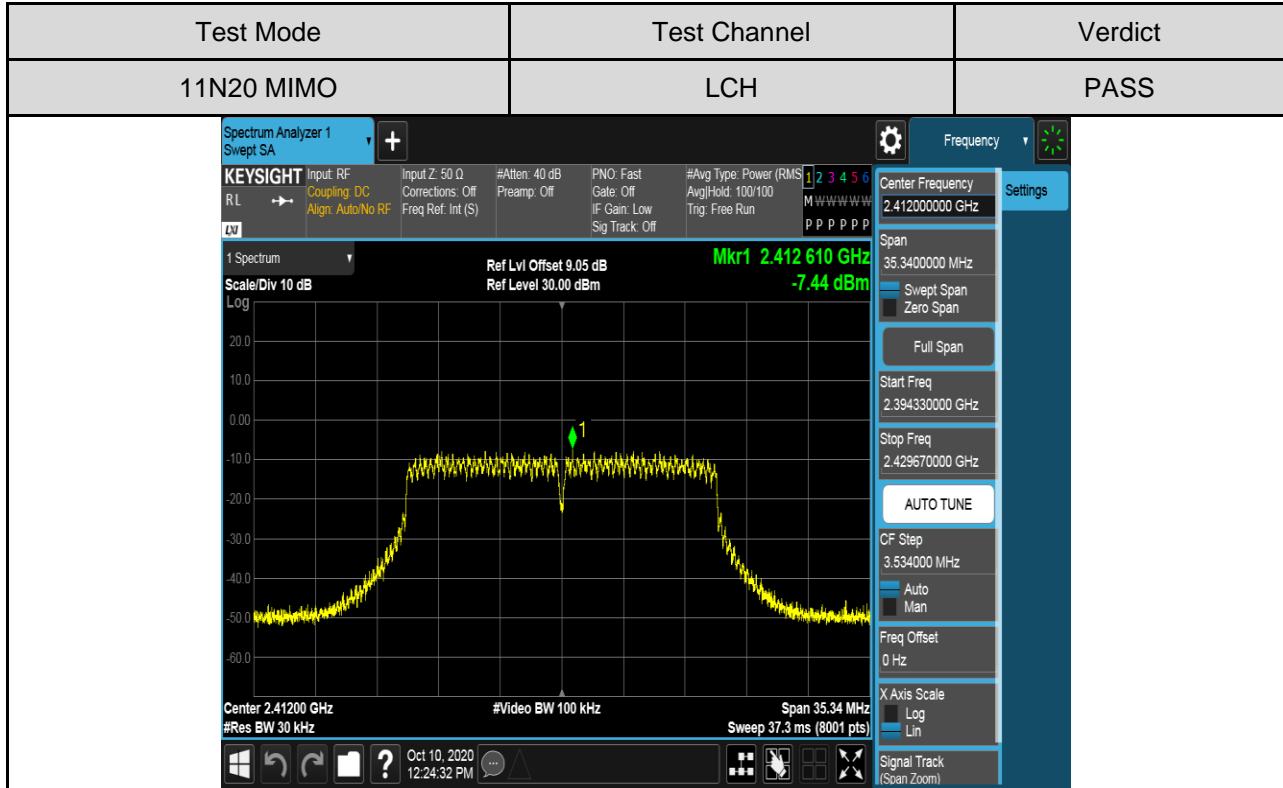 Test Mode Test Channel Verdict
11N20 MIMO LCH PASS
Spectrum Analyzer 1
Swept SA
+
Frequency
KEYSIGHT
RL
LXI
Input: RF
Coupling: DC
Align: Auto/No RF
Input Z: 50 Ω
Corrections: Off
Freq Ref: Int (S)
#Atten: 40 dB
Preamp: Off
PNO: Fast
Gate: Off
IF Gain: Low
Sig Track: Off
#Avg Type: Power (RMS
Avg|Hold: 100/100
Trig: Free Run
1 2 3 4 5 6
M W W W W W
P P P P P P
Center Frequency
2.412000000 GHz
Settings
1 Spectrum
Scale/Div 10 dB
Ref Lvl Offset 9.05 dB
Ref Level 30.00 dBm
Mkr1 2.412 610 GHz
-7.44 dBm
Log
20.0
10.0
0.00
-10.0
-20.0
-30.0
-40.0
-50.0
-60.0
1
Center 2.41200 GHz
#Res BW 30 kHz
#Video BW 100 kHz
Span 35.34 MHz
Sweep 37.3 ms (8001 pts)
Span
35.3400000 MHz
Swept Span
Zero Span
Full Span
Start Freq
2.394330000 GHz
Stop Freq
2.429670000 GHz
AUTO TUNE
CF Step
3.534000 MHz
Auto
Man
Freq Offset
0 Hz
X Axis Scale
Log
Lin
Signal Track
(Span Zoom)
?
Oct 10, 2020
12:24:32 PM